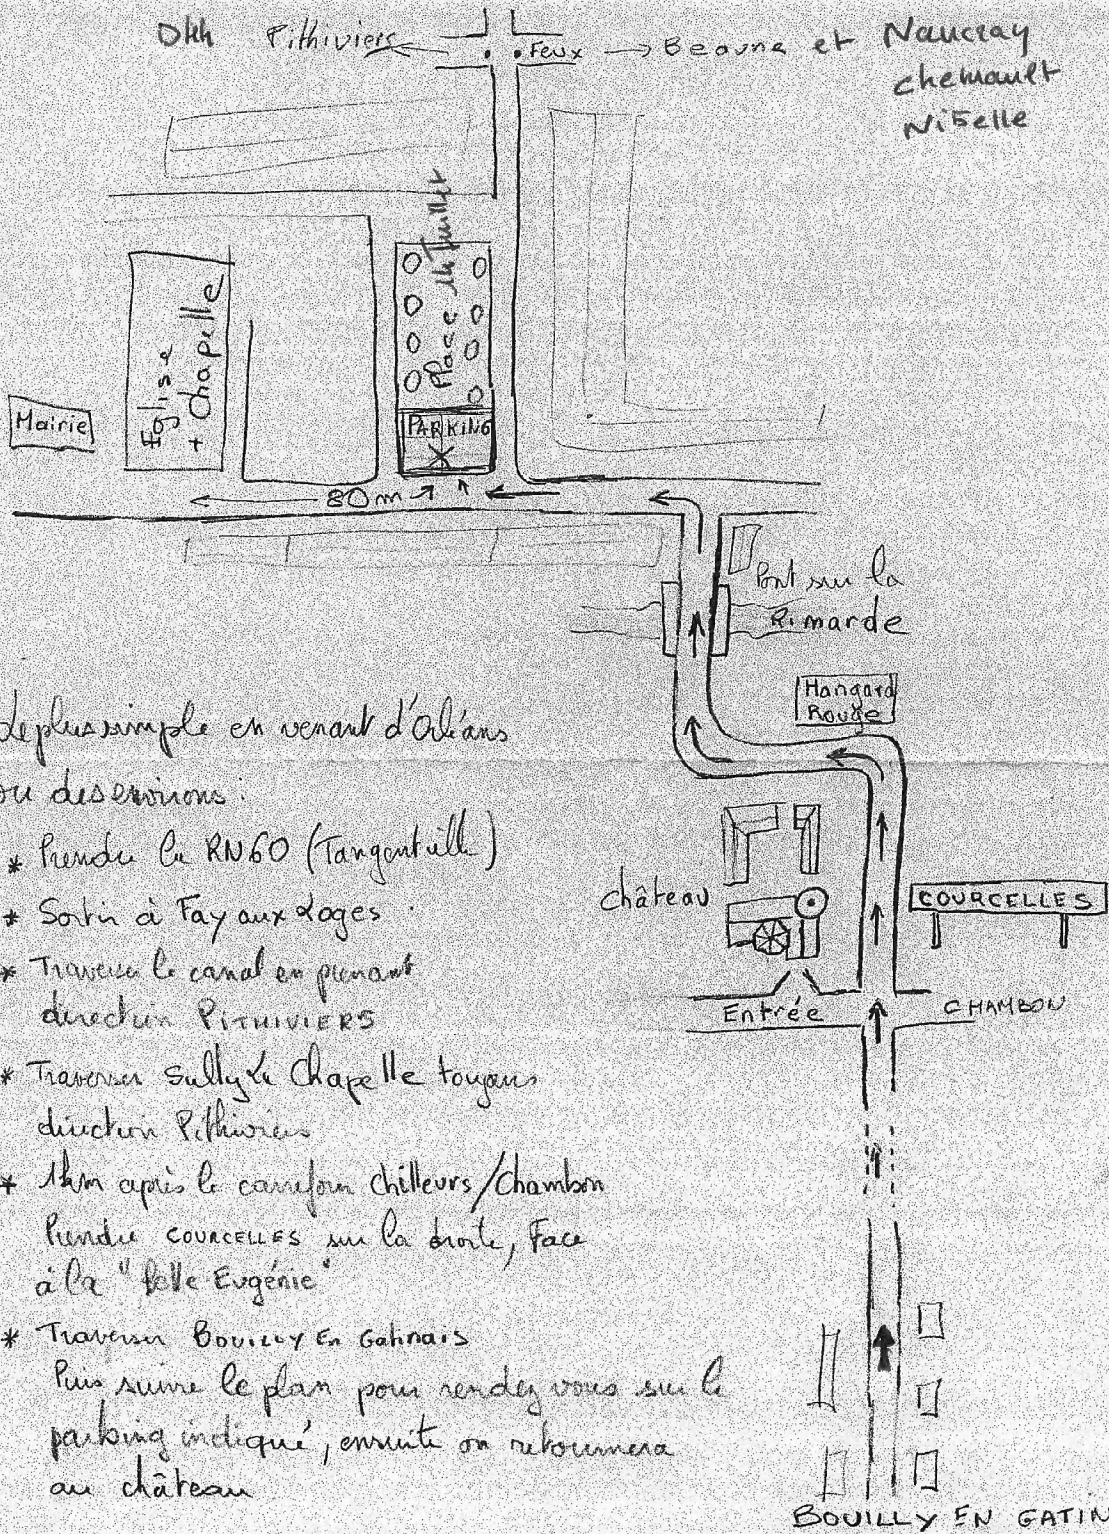 Pithiviers
Feux
Beaune et Nancray
chemault
Nibelle
Place 14 Juillet
Eglise
+ Chapelle
Mairie
PARKING
80m
Pont sur la
Rimarde
Hangard
Rouge
Le plus simple en venant d'Orléans
ou des environs :
* Prendre la RN60 (Tangentielle)
* Sortir à Fay aux Loges
* Traverser le canal en prenant
direction PITHIVIERS
* Traverser Sully La Chapelle toujours
direction Pithiviers
* 1km après le carrefour Chilleurs/Chambon
Prendre COURCELLES sur la droite, Face
à la "Belle Eugénie"
* Traverser BOUILLY En Gatinais
Puis suivre le plan pour rendez vous sur le
parking indiqué, ensuite on retournera
au château
château
COURCELLES
Entrée
CHAMBON
BOUILLY EN GATIN